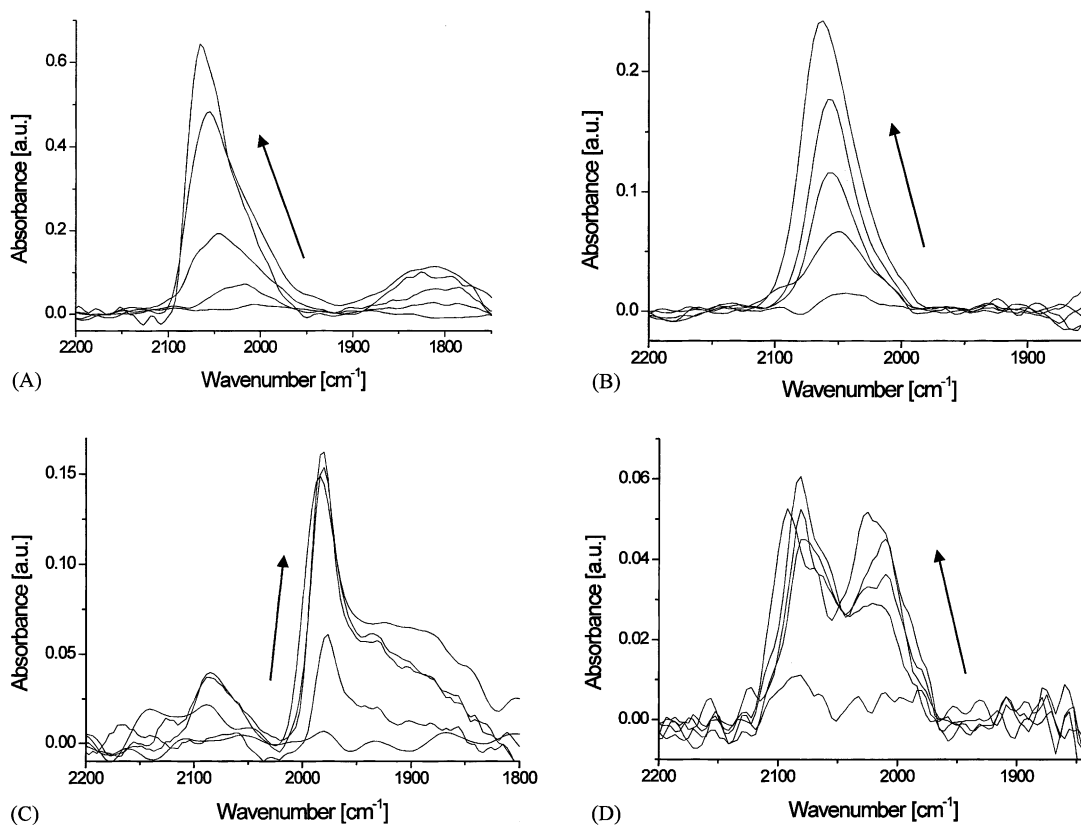 0.6
0.4
0.2
0.0
Absorbance [a.u.]
2200 2100 2000 1900 1800
Wavenumber [cm⁻¹]
(A)
0.2
0.1
0.0
Absorbance [a.u.]
2200 2100 2000 1900
Wavenumber [cm⁻¹]
(B)
0.15
0.10
0.05
0.00
Absorbance [a.u.]
2200 2100 2000 1900 1800
Wavenumber [cm⁻¹]
(C)
0.06
0.04
0.02
0.00
Absorbance [a.u.]
2200 2100 2000 1900
Wavenumber [cm⁻¹]
(D)